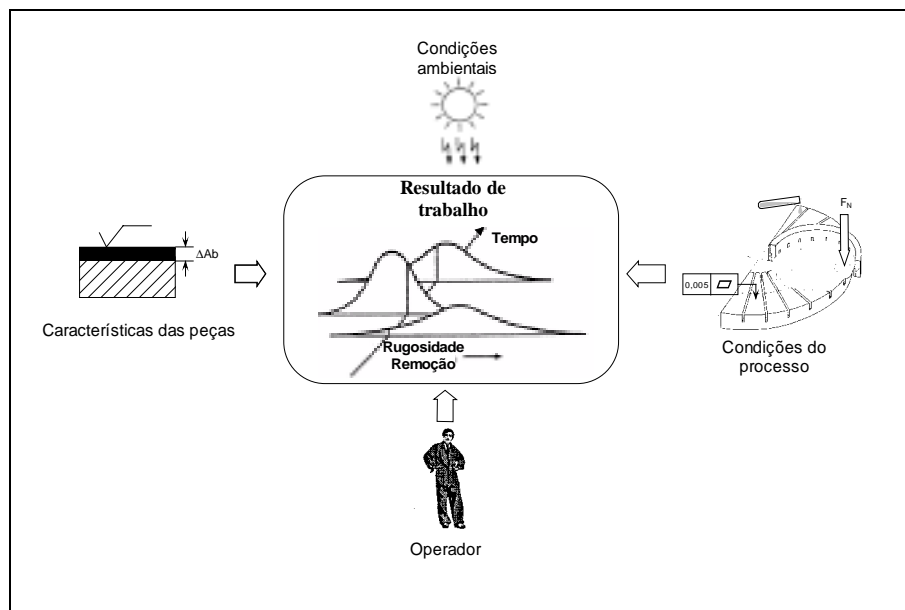 Condições
ambientais
Resultado de
trabalho
Tempo
Rugosidade
Remoção
ΔAb
Características das peças
F_N
0,005
Condições do
processo
Operador